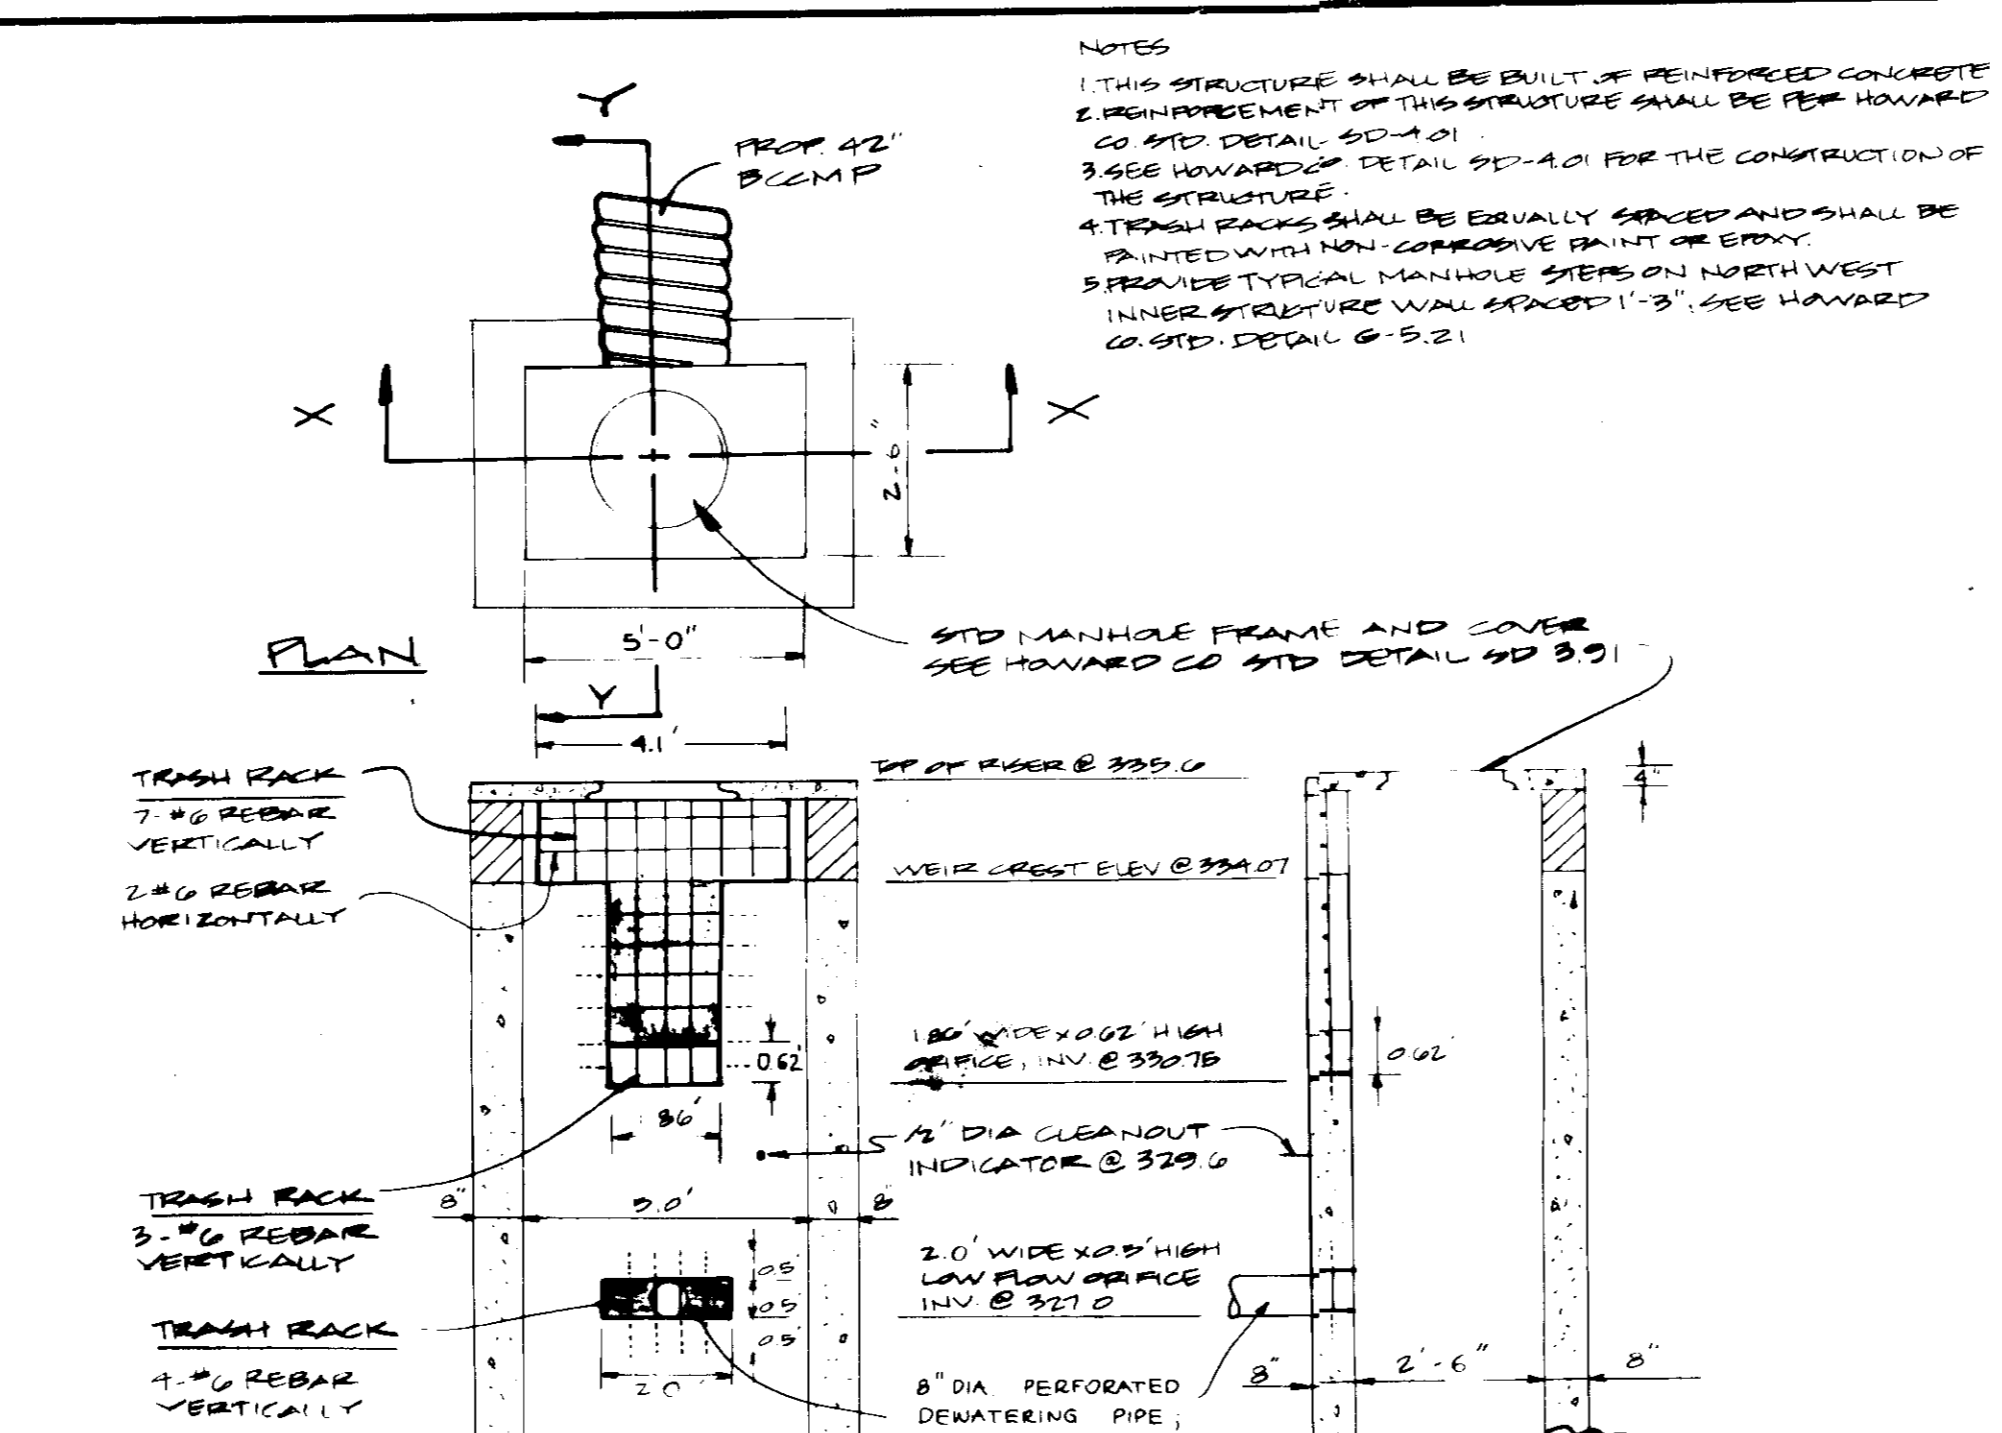 NOTES
1. THIS STRUCTURE SHALL BE BUILT OF REINFORCED CONCRETE
2. REINFORCEMENT OF THIS STRUCTURE SHALL BE PER HOWARD
CO. STD. DETAIL SD-4.01.
3. SEE HOWARD CO. DETAIL SD-4.01 FOR THE CONSTRUCTION OF
THE STRUCTURE.
4. TRASH RACKS SHALL BE EQUALLY SPACED AND SHALL BE
PAINTED WITH NON-CORROSIVE PAINT OR EPOXY.
5. PROVIDE TYPICAL MANHOLE STEPS ON NORTHWEST
INNER STRUCTURE WALL SPACED 1'-3". SEE HOWARD
CO. STD. DETAIL G-5.21
Y
PROP. 42"
BCCMP
X
X
2'-6"
5'-0"
PLAN
STD MANHOLE FRAME AND COVER
SEE HOWARD CO STD DETAIL SD 3.91
Y
4.1'
TRASH RACK
7-#6 REBAR
VERTICALLY
2 #6 REBAR
HORIZONTALLY
TOP OF RISER @ 335.6
4"
WEIR CREST ELEV @ 334.07
1.86' WIDE x 0.62' HIGH
ORIFICE, INV. @ 330.75
0.62'
0.62'
86'
1/2" DIA CLEANOUT
INDICATOR @ 329.6
TRASH RACK
3-#6 REBAR
VERTICALLY
8"
5.0'
8"
2.0' WIDE x 0.5' HIGH
LOW FLOW ORIFICE
INV. @ 327.0
0.5'
0.5'
0.5'
TRASH RACK
4-#6 REBAR
VERTICALLY
2.0
8" DIA. PERFORATED
DEWATERING PIPE;
8"
2'-6"
8"